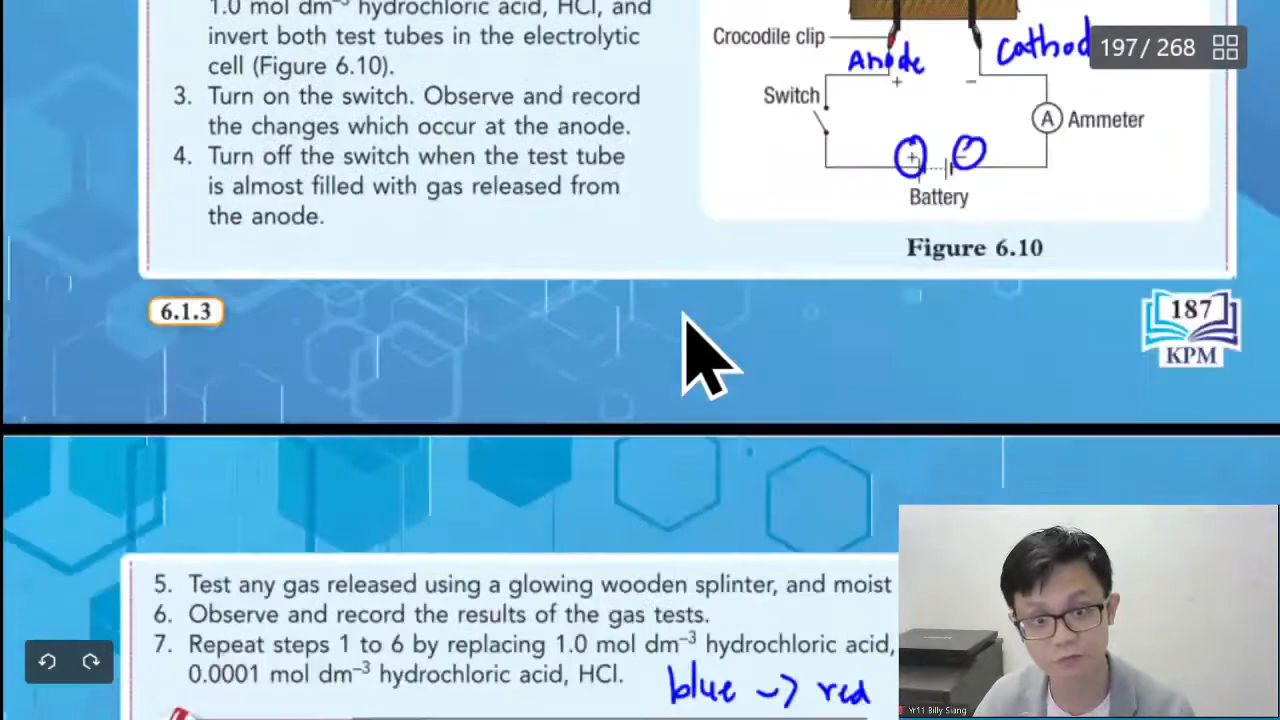 1.0 mol dm⁻³ hydrochloric acid, HCl, and
invert both test tubes in the electrolytic
cell (Figure 6.10).
3. Turn on the switch. Observe and record
the changes which occur at the anode.
4. Turn off the switch when the test tube
is almost filled with gas released from
the anode.
Crocodile clip
Anode
Cathod
197/ 268
+
−
Switch
A Ammeter
+
−
Battery
Figure 6.10
6.1.3
187
KPM
5. Test any gas released using a glowing wooden splinter, and moist
6. Observe and record the results of the gas tests.
7. Repeat steps 1 to 6 by replacing 1.0 mol dm⁻³ hydrochloric acid,
0.0001 mol dm⁻³ hydrochloric acid, HCl.
blue → red
Yr11 Billy Siang